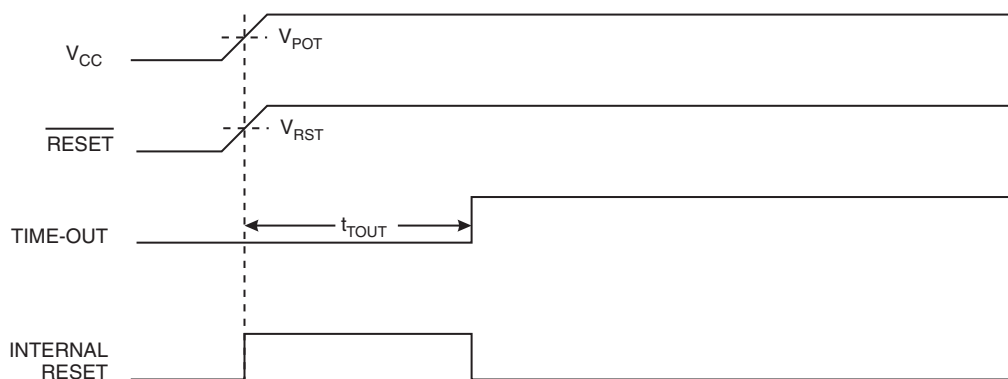 V_CC
V_POT
RESET
V_RST
TIME-OUT
t_TOUT
INTERNAL
RESET